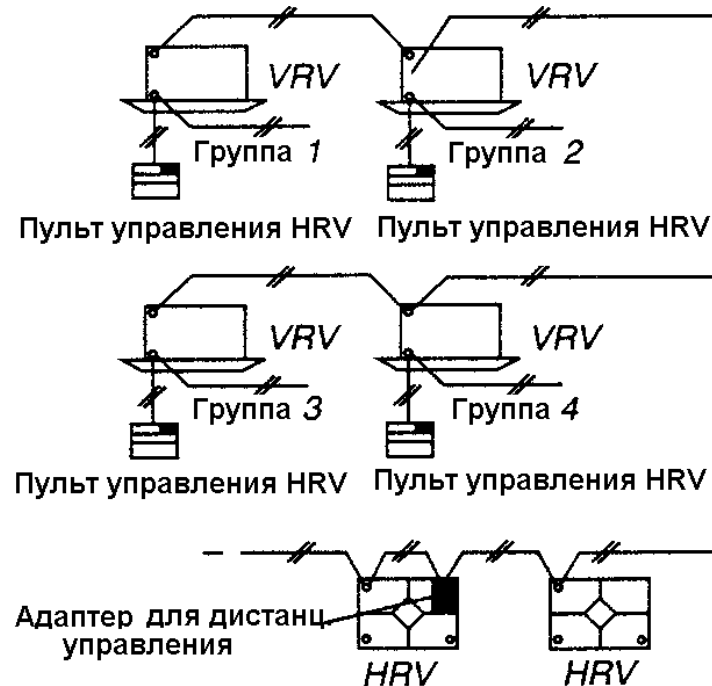 VRV VRV
Группа 1 Группа 2
Пульт управления HRV Пульт управления HRV
VRV VRV
Группа 3 Группа 4
Пульт управления HRV Пульт управления HRV
Адаптер для дистанц.
управления
HRV HRV